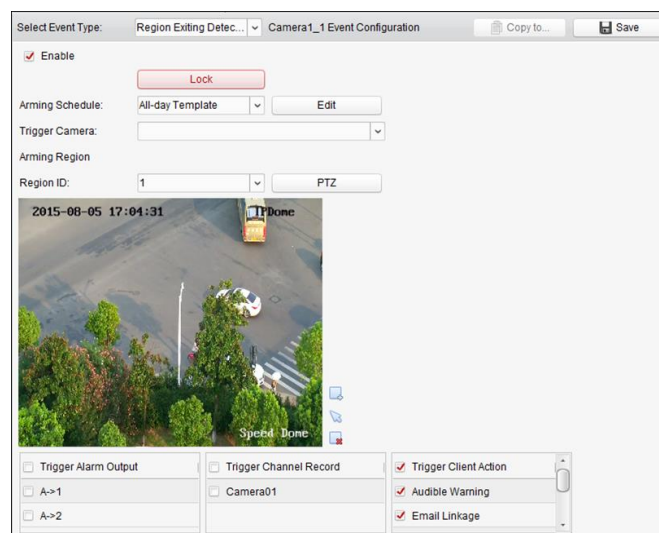 Select Event Type: Region Exiting Detec... Camera1_1 Event Configuration Copy to... Save
Enable
Lock
Arming Schedule: All-day Template Edit
Trigger Camera:
Arming Region
Region ID: 1 PTZ
2015-08-05 17:04:31 IPDome
Speed Dome
Trigger Alarm Output Trigger Channel Record Trigger Client Action
A->1 Camera01 Audible Warning
A->2 Email Linkage